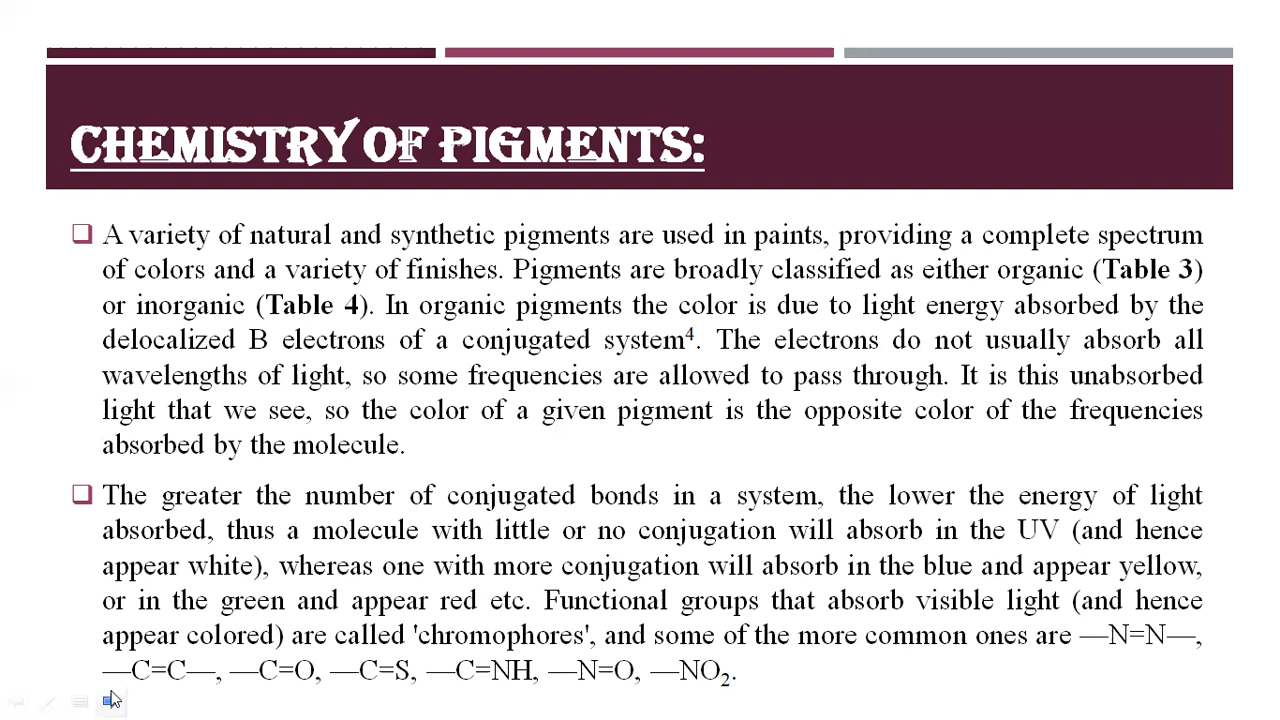 CHEMISTRY OF PIGMENTS:
❑ A variety of natural and synthetic pigments are used in paints, providing a complete spectrum
of colors and a variety of finishes. Pigments are broadly classified as either organic (Table 3)
or inorganic (Table 4). In organic pigments the color is due to light energy absorbed by the
delocalized B electrons of a conjugated system⁴. The electrons do not usually absorb all
wavelengths of light, so some frequencies are allowed to pass through. It is this unabsorbed
light that we see, so the color of a given pigment is the opposite color of the frequencies
absorbed by the molecule.
❑ The greater the number of conjugated bonds in a system, the lower the energy of light
absorbed, thus a molecule with little or no conjugation will absorb in the UV (and hence
appear white), whereas one with more conjugation will absorb in the blue and appear yellow,
or in the green and appear red etc. Functional groups that absorb visible light (and hence
appear colored) are called 'chromophores', and some of the more common ones are —N=N—,
—C=C—, —C=O, —C=S, —C=NH, —N=O, —NO₂.